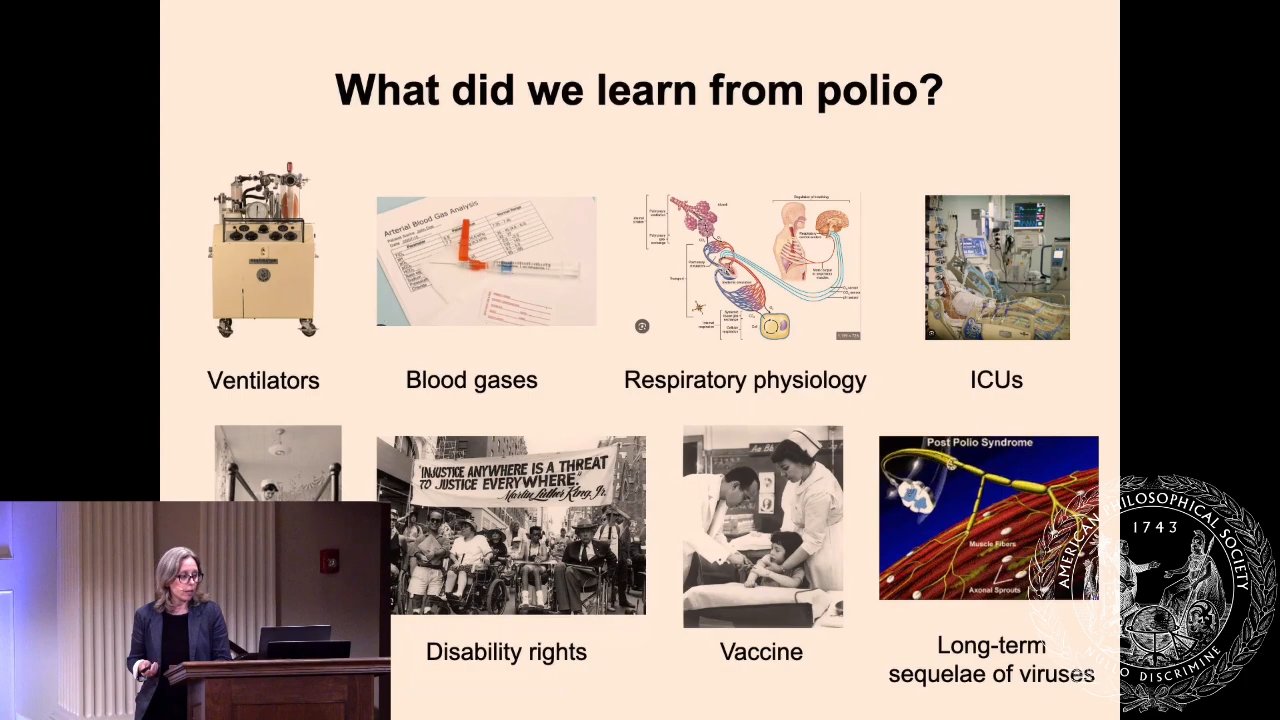 What did we learn from polio?
Arterial Blood Gas Analysis
Ventilators
Blood gases
Respiratory physiology
ICUs
"INJUSTICE ANYWHERE IS A THREAT
TO JUSTICE EVERYWHERE."
Martin Luther King, Jr.
Post Polio Syndrome
Muscle Fibers
Axonal Sprouts
Disability rights
Vaccine
Long-term
sequelae of viruses
AMERICAN PHILOSOPHICAL SOCIETY
1743
NULLO DISCRIMINE